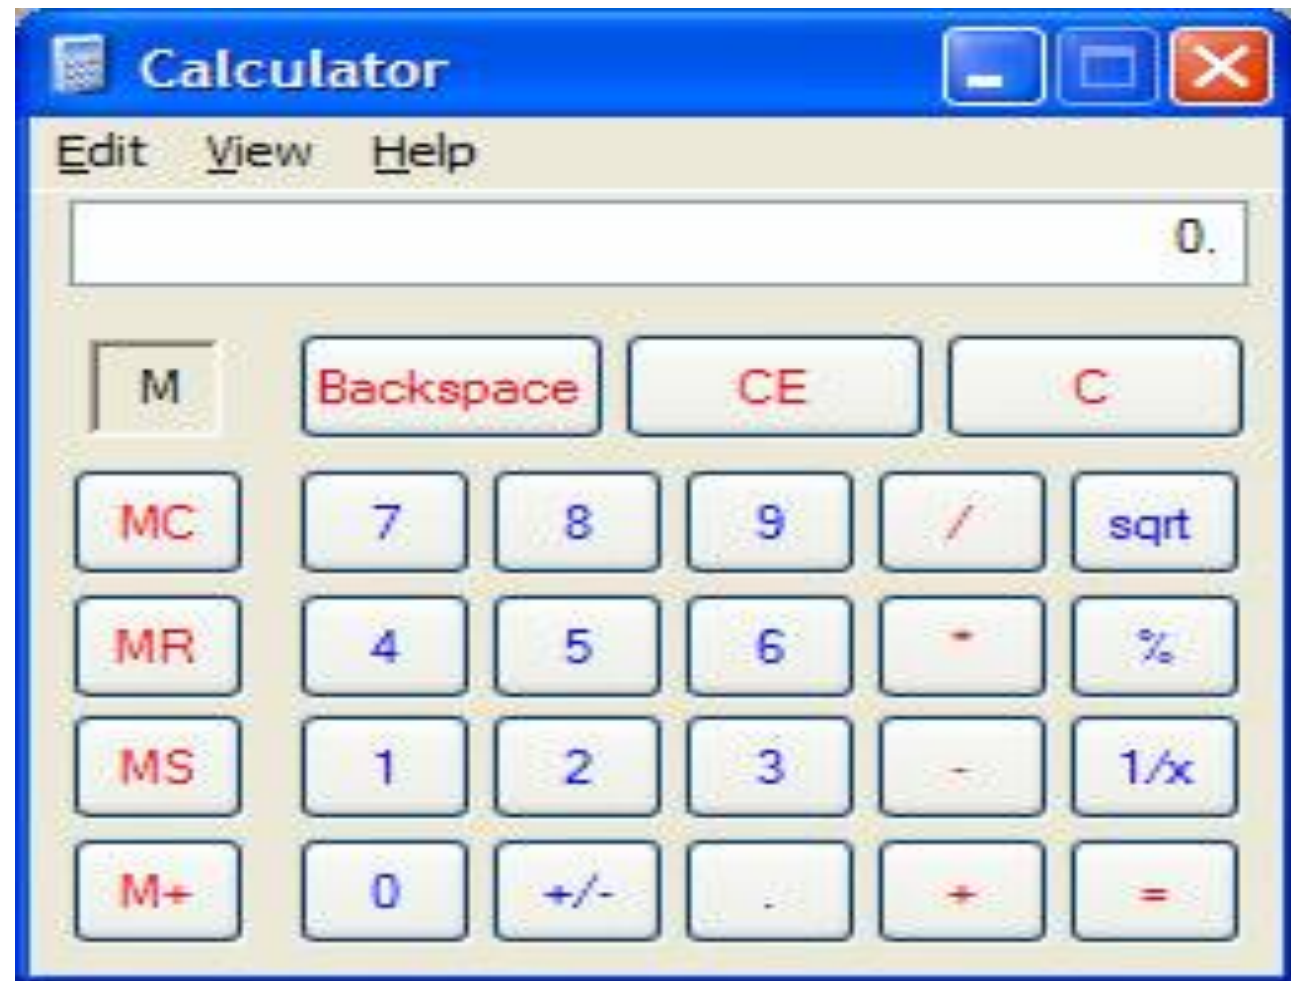 Calculator
Edit View Help
0.
M Backspace CE C
MC 7 8 9 / sqrt
MR 4 5 6 * %
MS 1 2 3 - 1/x
M+ 0 +/- . + =